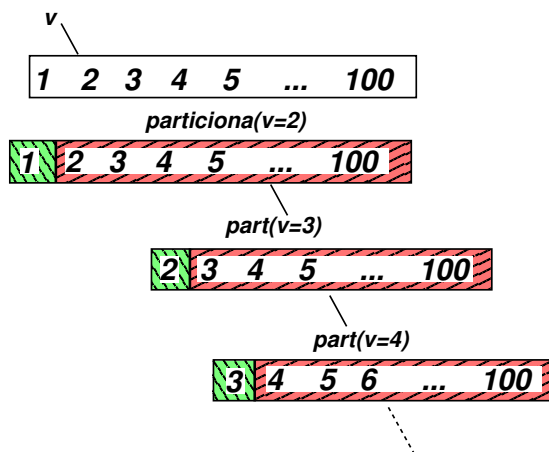 v
1 2 3 4 5 ... 100
particiona(v=2)
1 2 3 4 5 ... 100
part(v=3)
2 3 4 5 ... 100
part(v=4)
3 4 5 6 ... 100